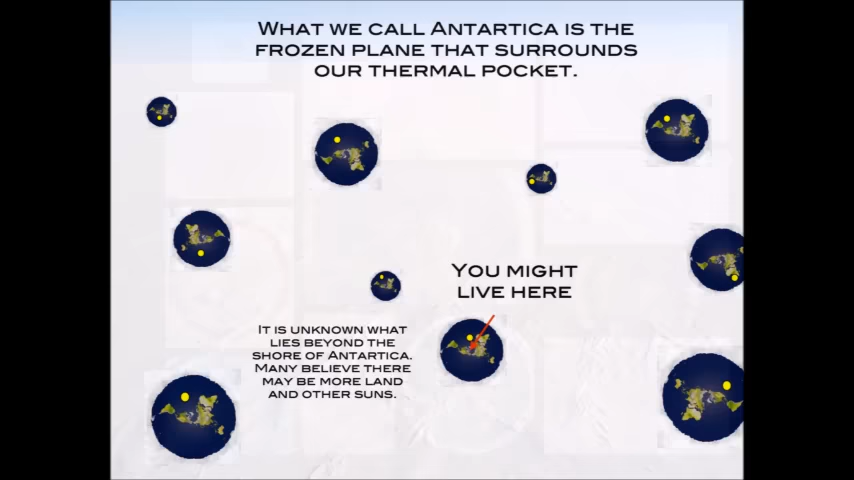 What we call Antartica is the
frozen plane that surrounds
our thermal pocket.
You might
live here
It is unknown what
lies beyond the
shore of Antartica.
Many believe there
may be more land
and other suns.